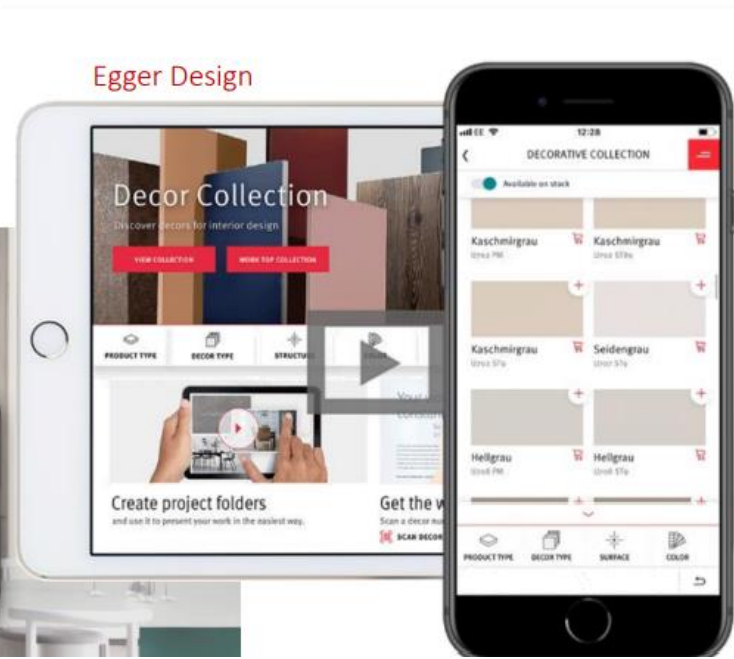 Egger Design
Decor Collection
Discover decors for interior design
VIEW COLLECTION
WORK TOP COLLECTION
PRODUCT TYPE
DECOR TYPE
STRUCTURE
Create project folders
and use it to present your work in the easiest way.
Get the w
Scan a decor nu
SCAN DECOR
EE
12:28
DECORATIVE COLLECTION
Available on stock
Kaschmirgrau
Kaschmirgrau
Kaschmirgrau
Seidengrau
Hellgrau
Hellgrau
PRODUCT TYPE
DECOR TYPE
SURFACE
COLOR